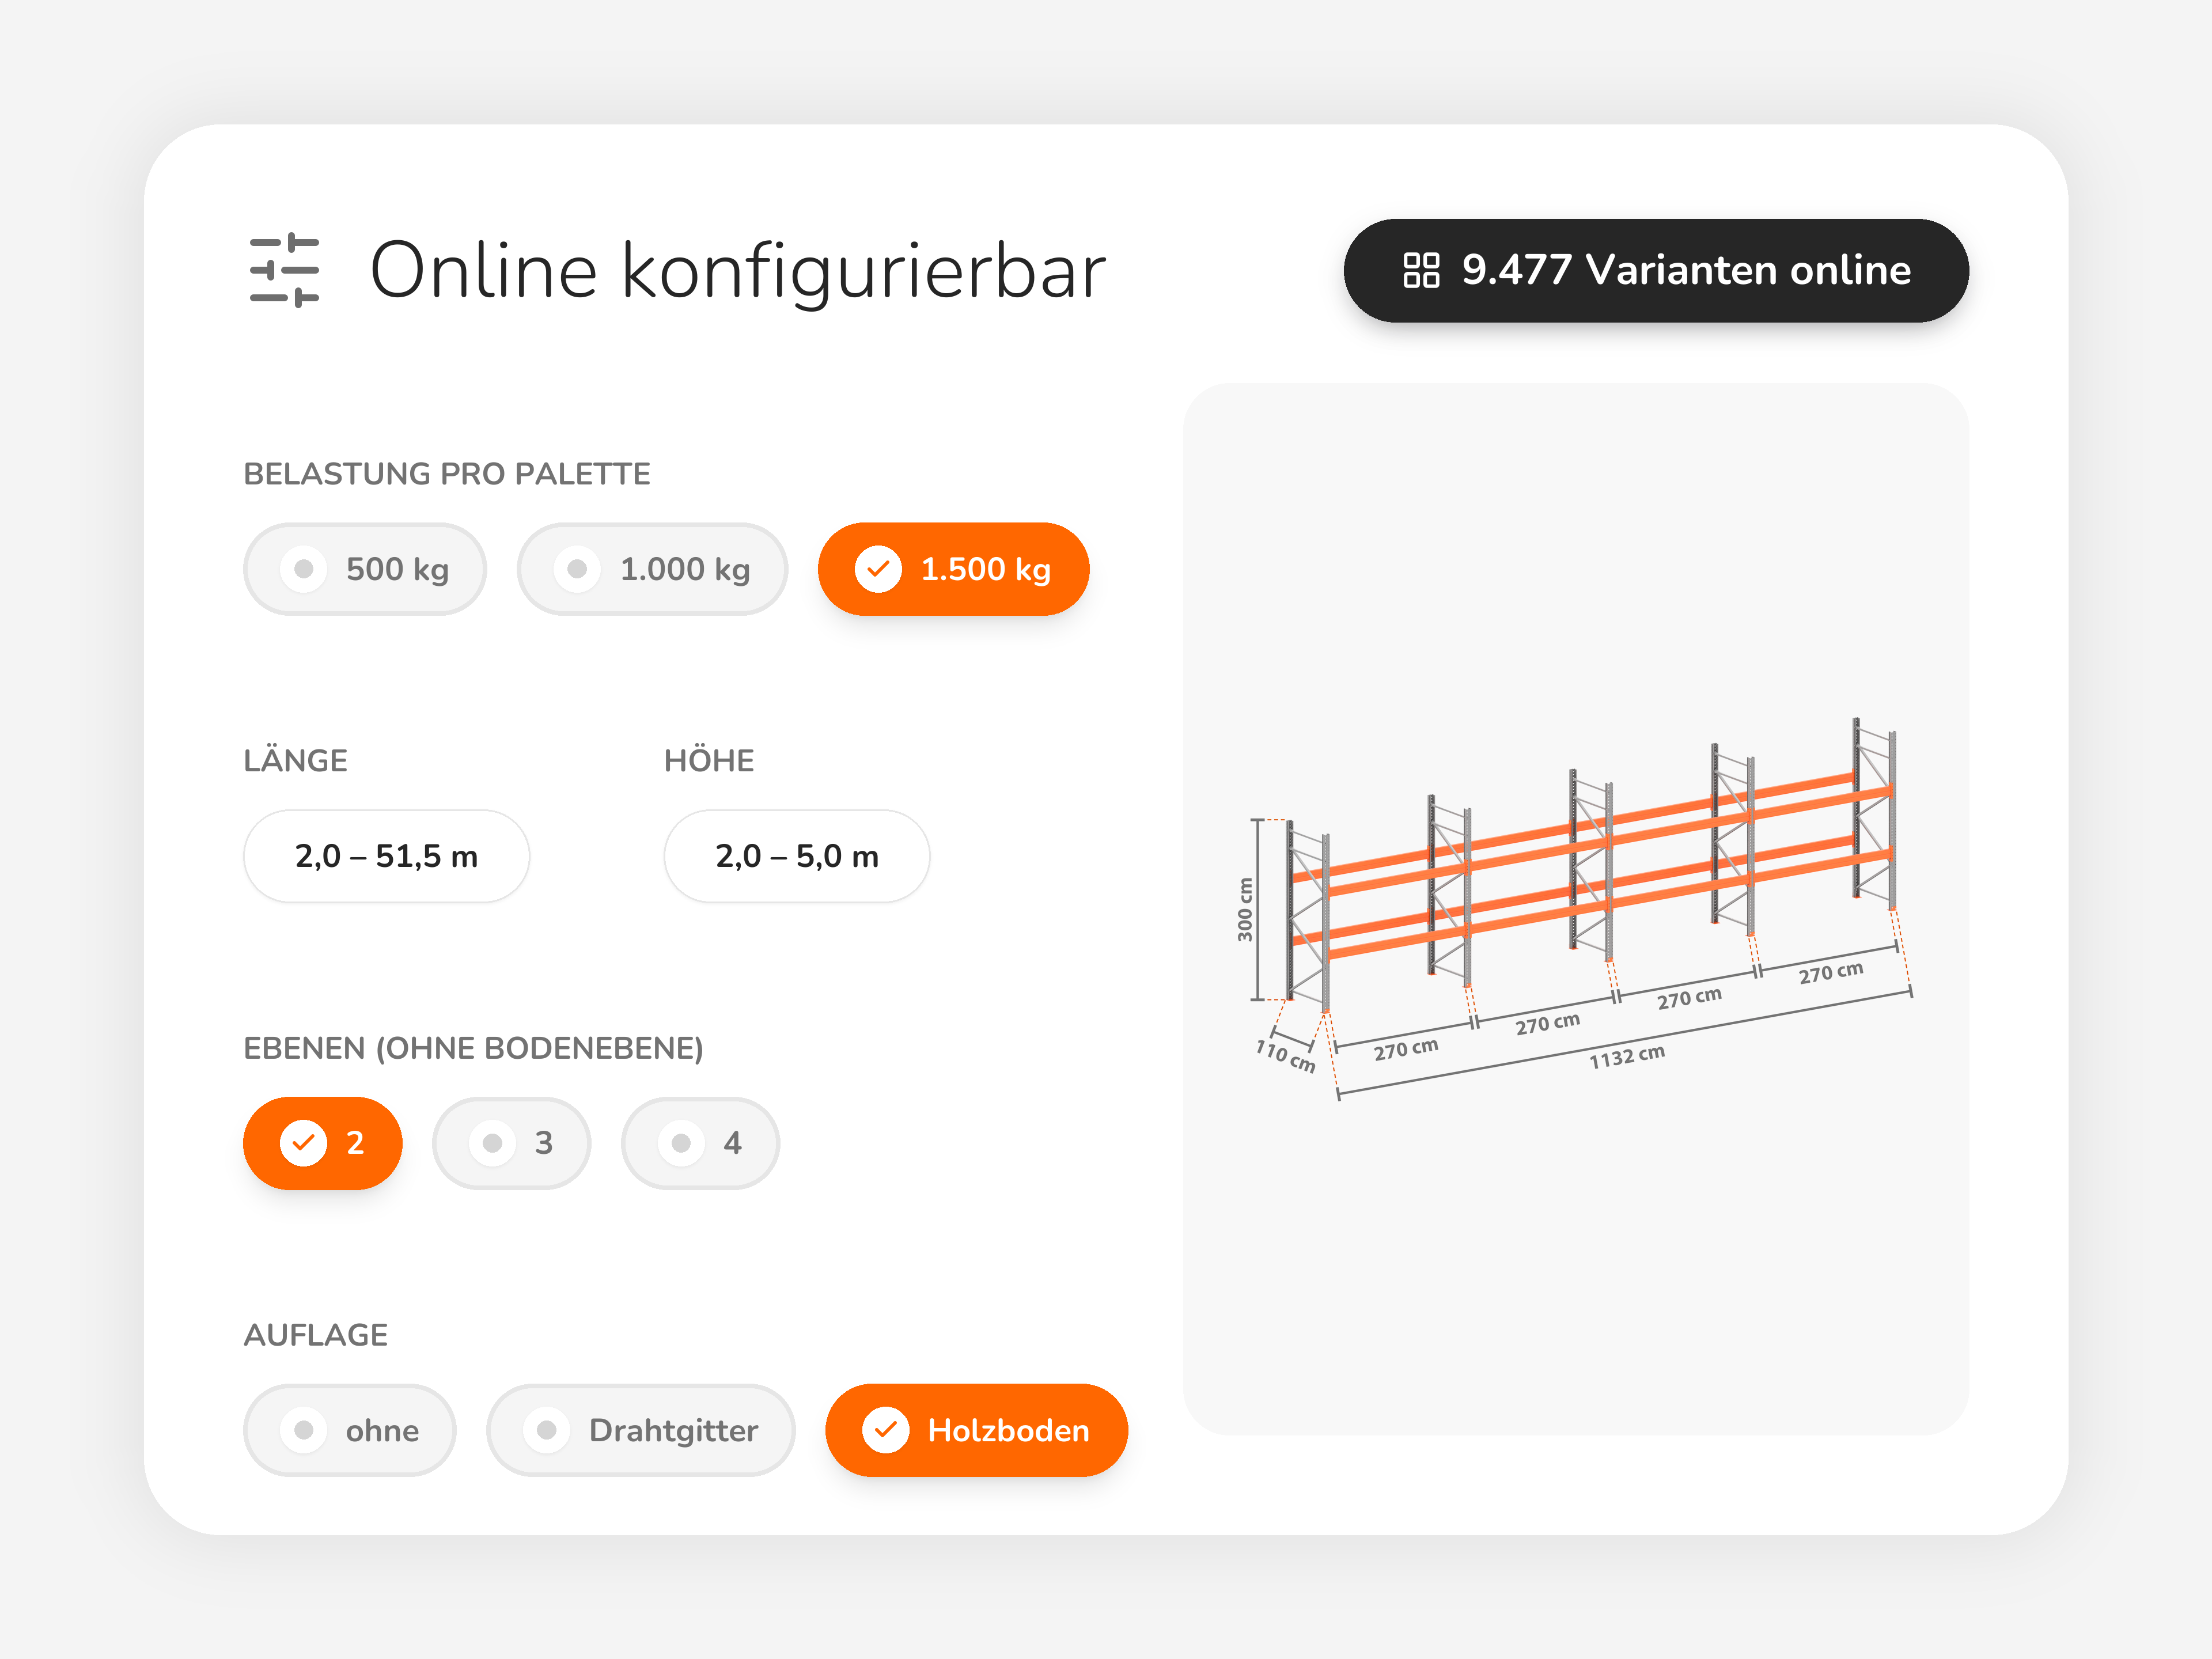 Online konfigurierbar
9.477 Varianten online
BELASTUNG PRO PALETTE
500 kg
1.000 kg
1.500 kg
LÄNGE
HÖHE
2,0 – 51,5 m
2,0 – 5,0 m
EBENEN (OHNE BODENEBENE)
2
3
4
AUFLAGE
ohne
Drahtgitter
Holzboden
300 cm
110 cm
270 cm
270 cm
270 cm
270 cm
1132 cm